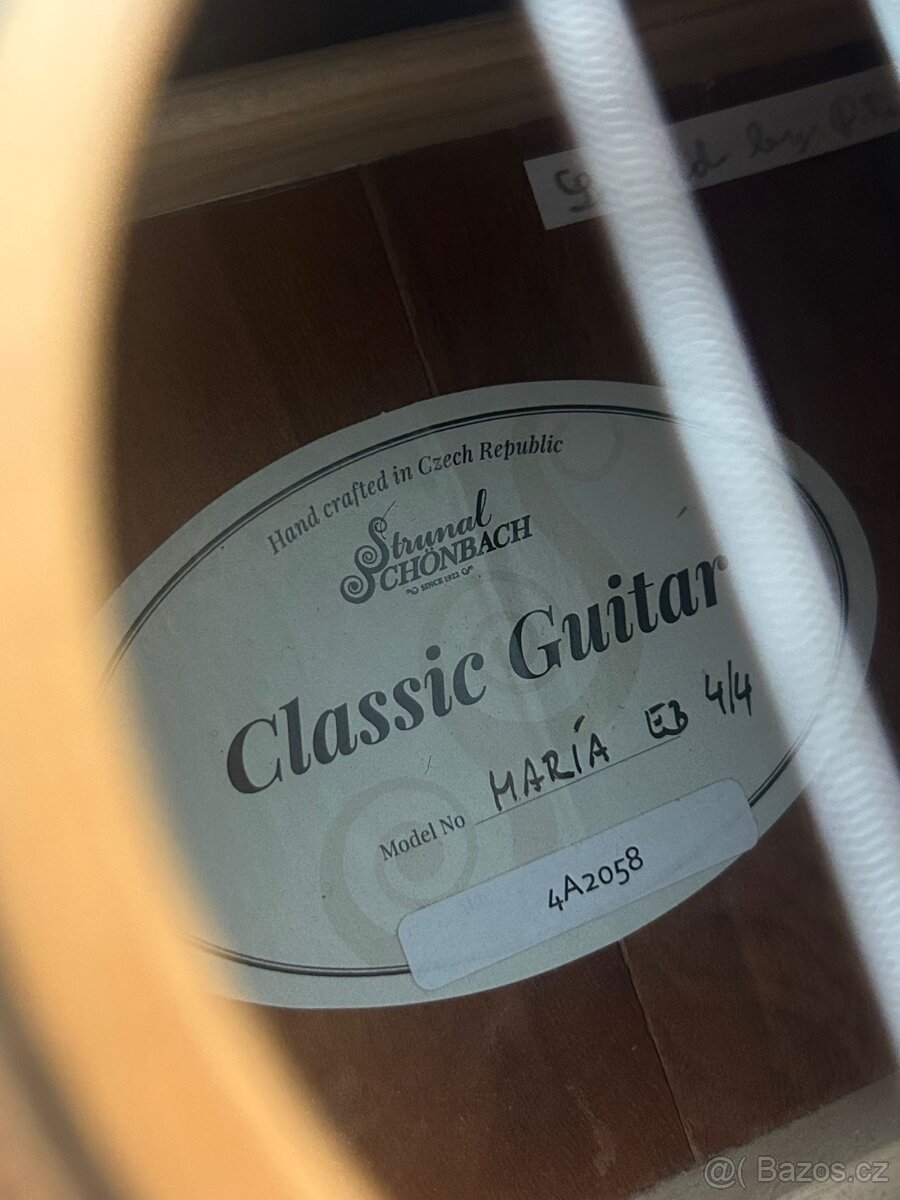 by
Hand crafted in Czech Republic
Strunal
SCHÖNBACH
SINCE 1922
Classic Guitar
Model No MARÍA EB 4/4
4A2058
@( Bazos.cz